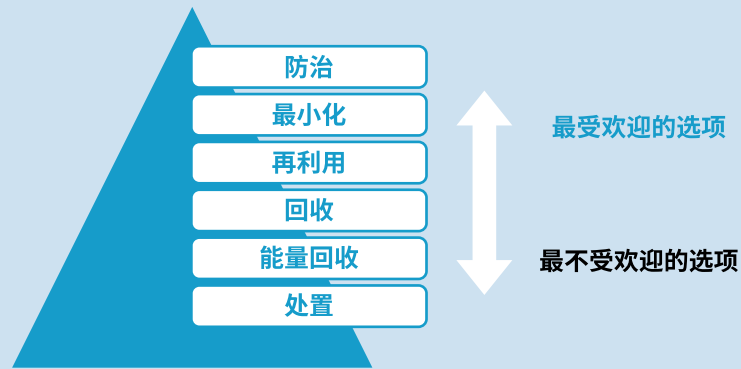 防治
最小化
最受欢迎的选项
再利用
回收
能量回收
最不受欢迎的选项
处置